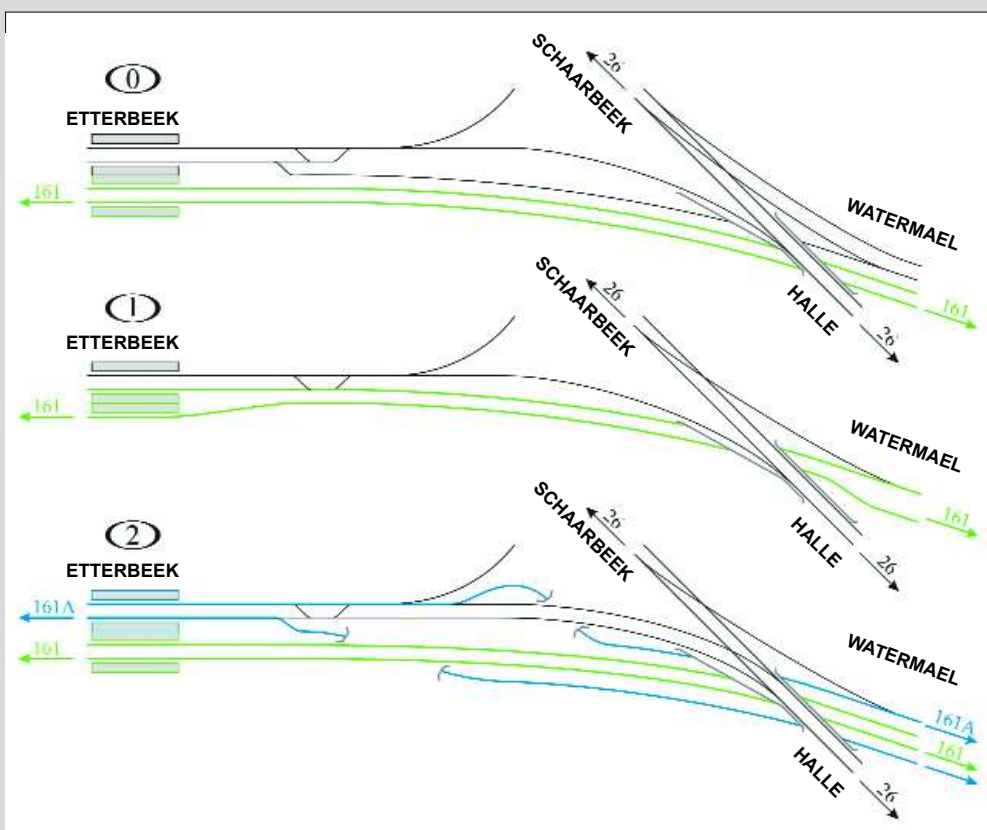 0
ETTERBEEK
161
SCHAARBEEK
26
WATERMAEL
HALLE
26
161
1
ETTERBEEK
161
SCHAARBEEK
26
WATERMAEL
HALLE
26
161
2
ETTERBEEK
161A
161
SCHAARBEEK
26
WATERMAEL
161A
161
HALLE
26